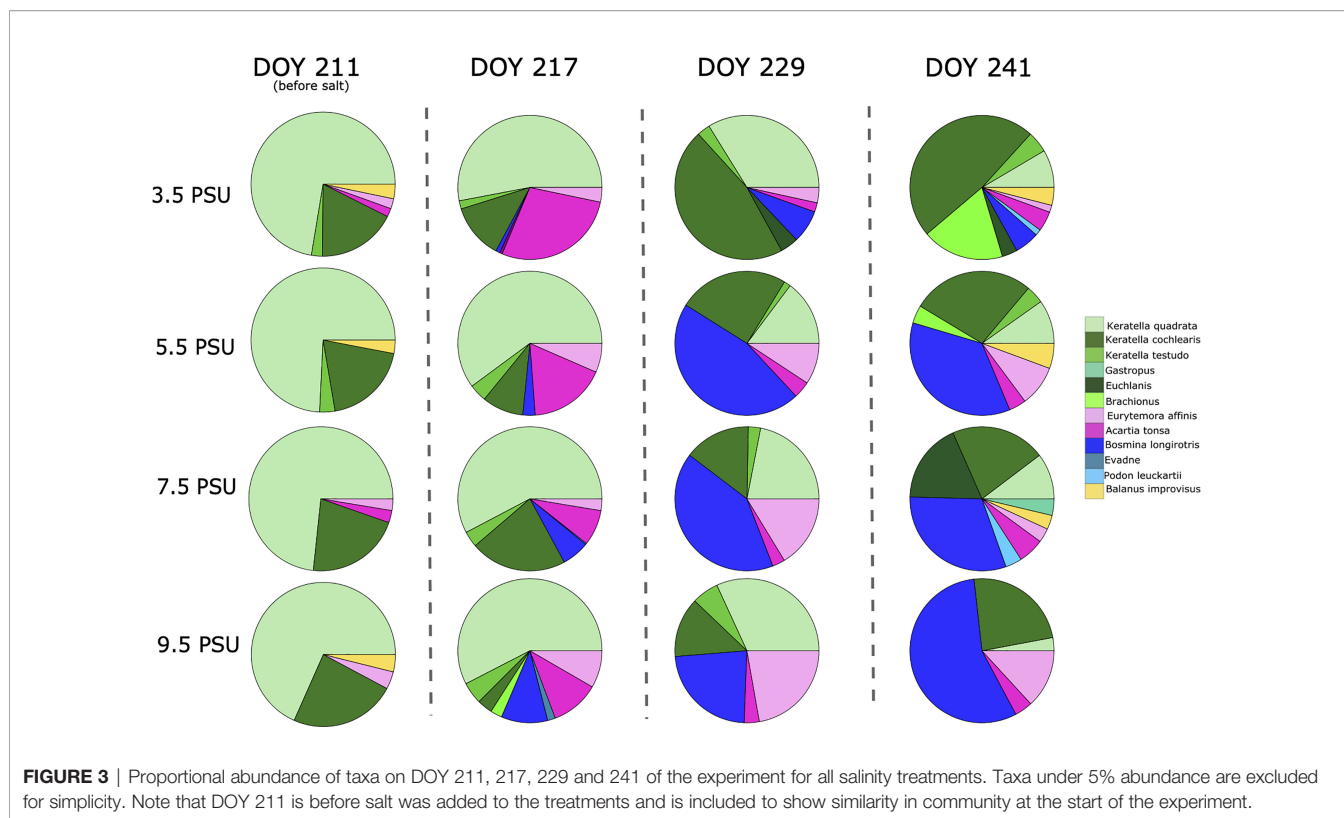 DOY 211
(before salt)
DOY 217
DOY 229
DOY 241
3.5 PSU
5.5 PSU
7.5 PSU
9.5 PSU
Keratella quadrata
Keratella cochlearis
Keratella testudo
Gastropus
Euchlanis
Brachionus
Eurytemora affinis
Acartia tonsa
Bosmina longirotris
Evadne
Podon leuckartii
Balanus improvisus
FIGURE 3 | Proportional abundance of taxa on DOY 211, 217, 229 and 241 of the experiment for all salinity treatments. Taxa under 5% abundance are excluded
for simplicity. Note that DOY 211 is before salt was added to the treatments and is included to show similarity in community at the start of the experiment.